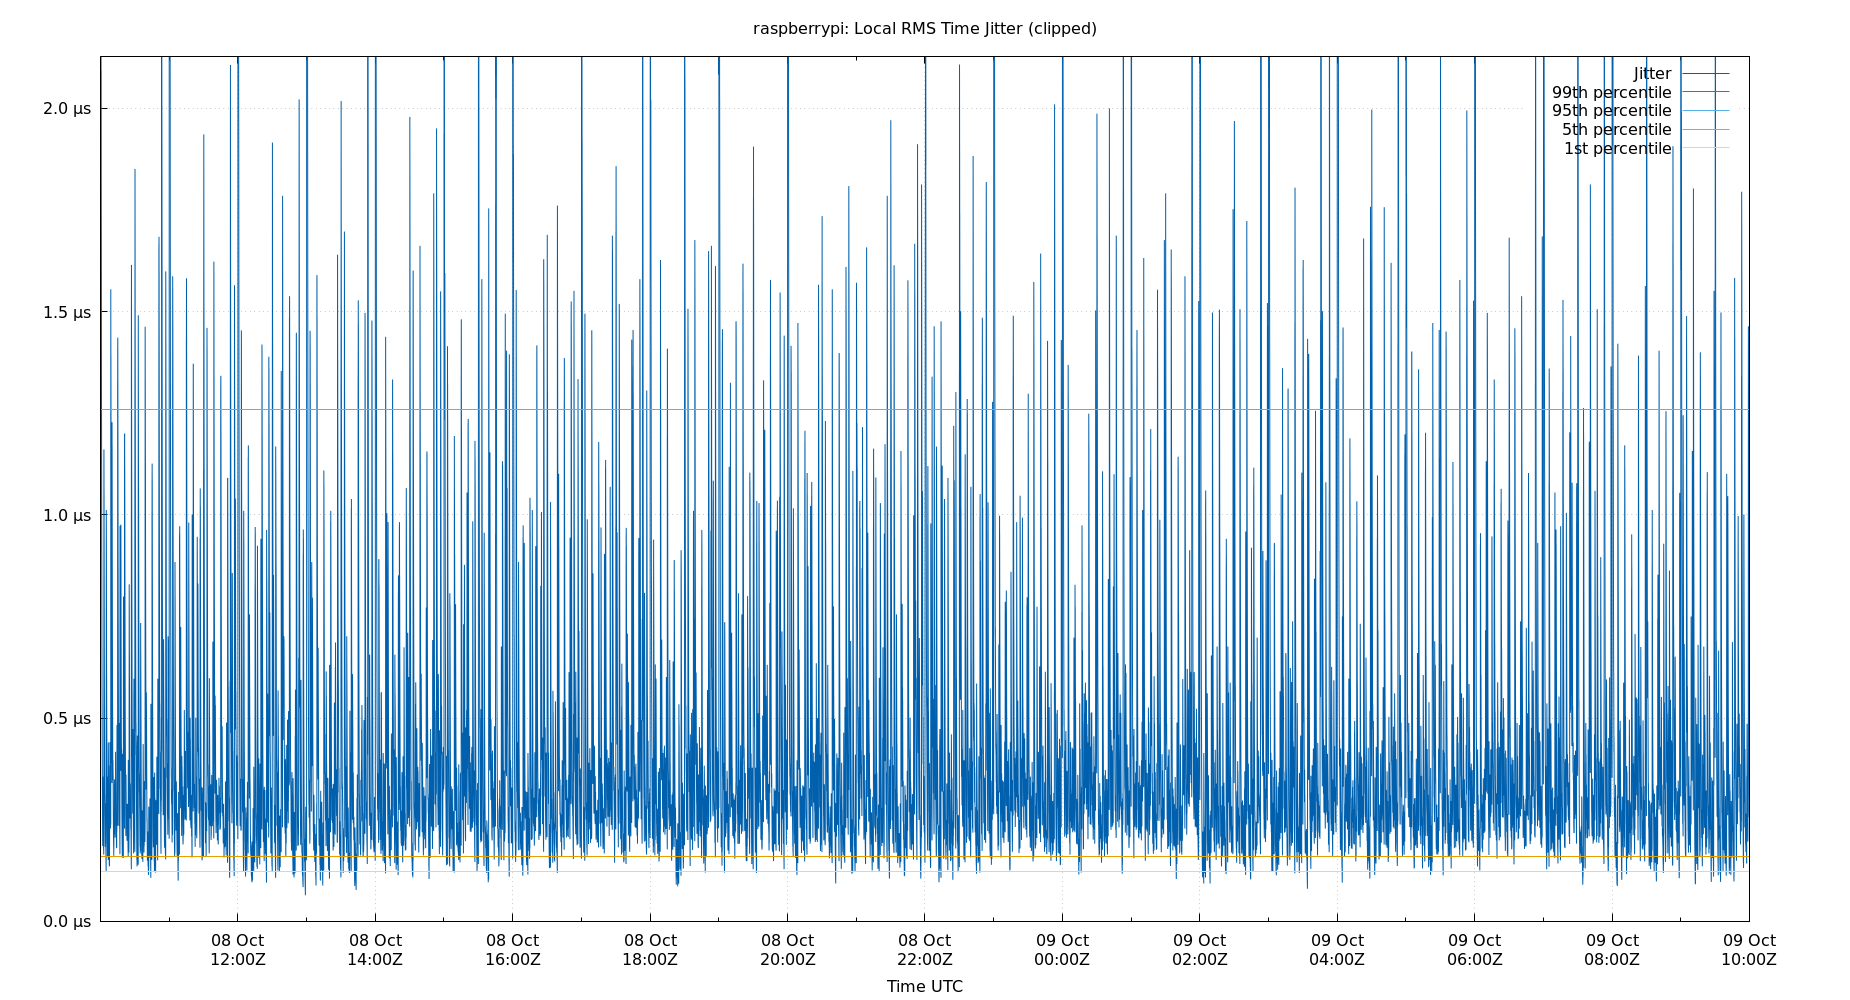 raspberrypi: Local RMS Time Jitter (clipped)
Jitter
99th percentile
95th percentile
5th percentile
1st percentile
2.0 µs
1.5 µs
1.0 µs
0.5 µs
0.0 µs
08 Oct 08 Oct 08 Oct 08 Oct 08 Oct 08 Oct 09 Oct 09 Oct 09 Oct 09 Oct 09 Oct 09 Oct
12:00Z 14:00Z 16:00Z 18:00Z 20:00Z 22:00Z 00:00Z 02:00Z 04:00Z 06:00Z 08:00Z 10:00Z
Time UTC